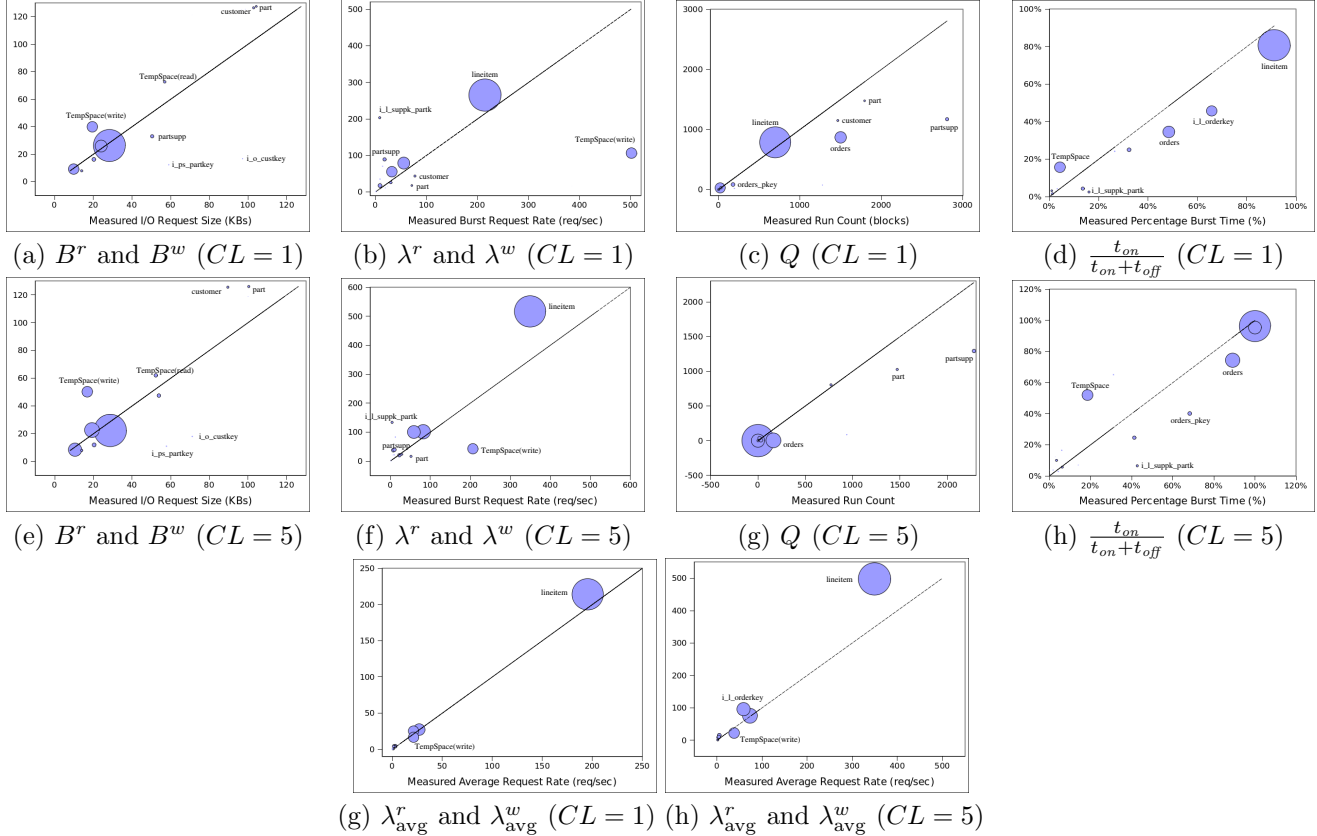 120
100
80
60
40
20
0
customer
part
TempSpace(read)
TempSpace(write)
partsupp
i_ps_partkey
i_o_custkey
0 20 40 60 80 100 120
Measured I/O Request Size (KBs)
(a) B^r and B^w (CL = 1)
500
400
300
200
100
0
lineitem
i_l_suppk_partk
TempSpace(write)
partsupp
customer
part
0 100 200 300 400 500
Measured Burst Request Rate (req/sec)
(b) λ^r and λ^w (CL = 1)
3000
2000
1000
0
part
lineitem
customer
partsupp
orders
orders_pkey
0 1000 2000 3000
Measured Run Count (blocks)
(c) Q (CL = 1)
100%
80%
60%
40%
20%
0%
lineitem
i_l_orderkey
orders
TempSpace
i_l_suppk_partk
0% 20% 40% 60% 80% 100%
Measured Percentage Burst Time (%)
(d) t_on / (t_on + t_off) (CL = 1)
120
100
80
60
40
20
0
customer
part
TempSpace(read)
TempSpace(write)
i_o_custkey
i_ps_partkey
0 20 40 60 80 100 120
Measured I/O Request Size (KBs)
(e) B^r and B^w (CL = 5)
600
500
400
300
200
100
0
lineitem
i_l_suppk_partk
partsupp
TempSpace(write)
part
0 100 200 300 400 500 600
Measured Burst Request Rate (req/sec)
(f) λ^r and λ^w (CL = 5)
2000
1500
1000
500
0
-500
partsupp
part
orders
-500 0 500 1000 1500 2000
Measured Run Count
(g) Q (CL = 5)
120%
100%
80%
60%
40%
20%
0%
orders
TempSpace
orders_pkey
i_l_suppk_partk
0% 20% 40% 60% 80% 100% 120%
Measured Percentage Burst Time (%)
(h) t_on / (t_on + t_off) (CL = 5)
250
200
150
100
50
0
lineitem
TempSpace(write)
0 50 100 150 200 250
Measured Average Request Rate (req/sec)
(g) λ^r_avg and λ^w_avg (CL = 1)
500
400
300
200
100
0
lineitem
i_l_orderkey
TempSpace(write)
0 100 200 300 400 500
Measured Average Request Rate (req/sec)
(h) λ^r_avg and λ^w_avg (CL = 5)